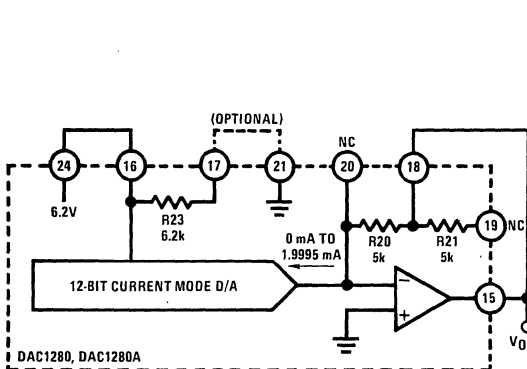 (OPTIONAL)
24
16
17
21
NC
20
18
6.2V
R23
6.2k
0 mA TO
1.9995 mA
R20
5k
R21
5k
19
NC
12-BIT CURRENT MODE D/A
−
+
15
VO
DAC1280, DAC1280A